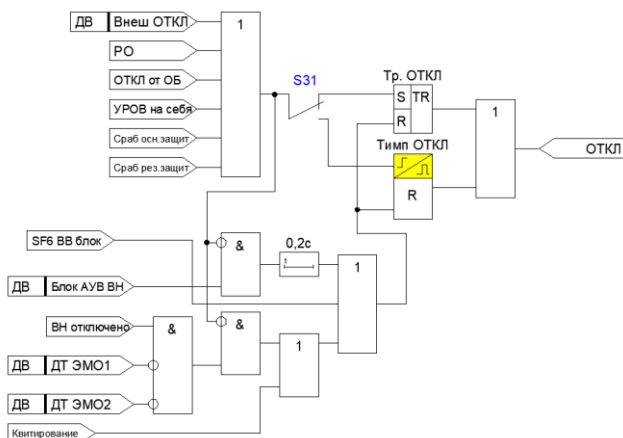 ДВ Внеш ОТКЛ
1
РО
ОТКЛ от ОБ
УРОВ на себя
Сраб осн.защит
Сраб рез.защит
S31
Тр. ОТКЛ
S TR
R
1
ОТКЛ
Тимп ОТКЛ
R
SF6 ВВ блок
&
0,2с
t
1
ДВ Блок АУВ ВН
ВН отключено
&
&
1
ДВ ДТ ЭМО1
ДВ ДТ ЭМО2
Квитирование